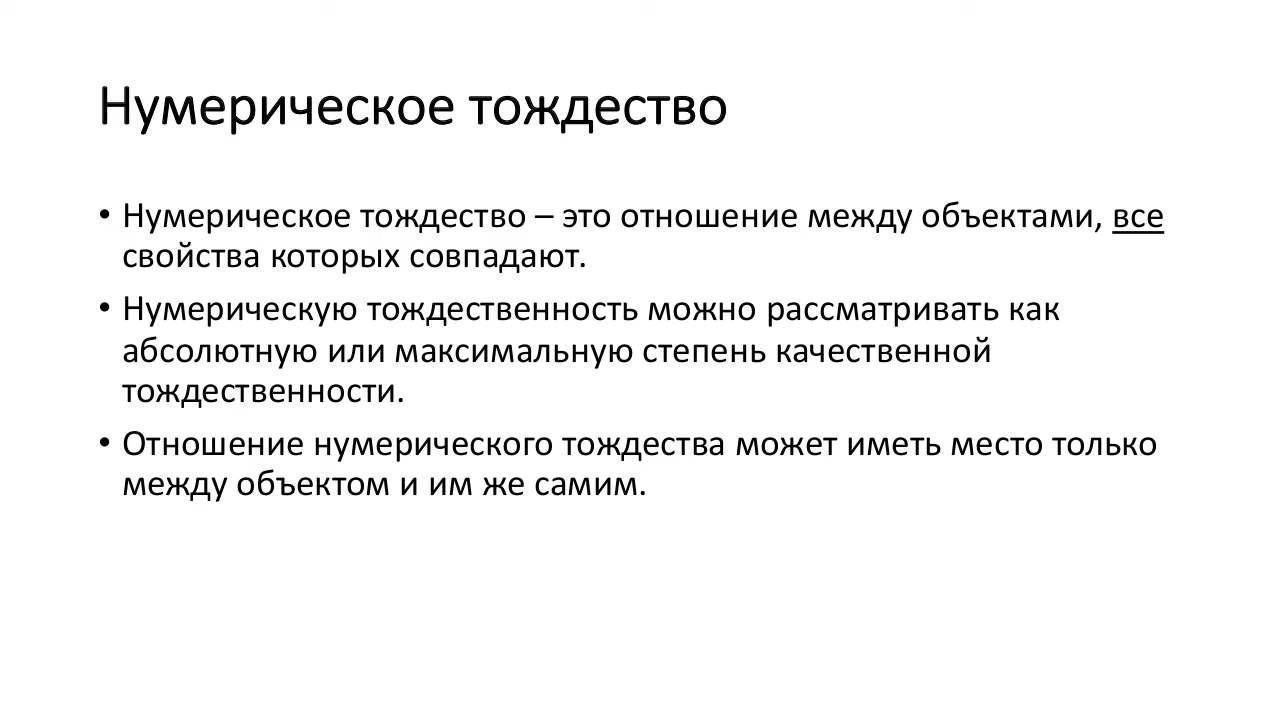 Нумерическое тождество
• Нумерическое тождество – это отношение между объектами, все
свойства которых совпадают.
• Нумерическую тождественность можно рассматривать как
абсолютную или максимальную степень качественной
тождественности.
• Отношение нумерического тождества может иметь место только
между объектом и им же самим.